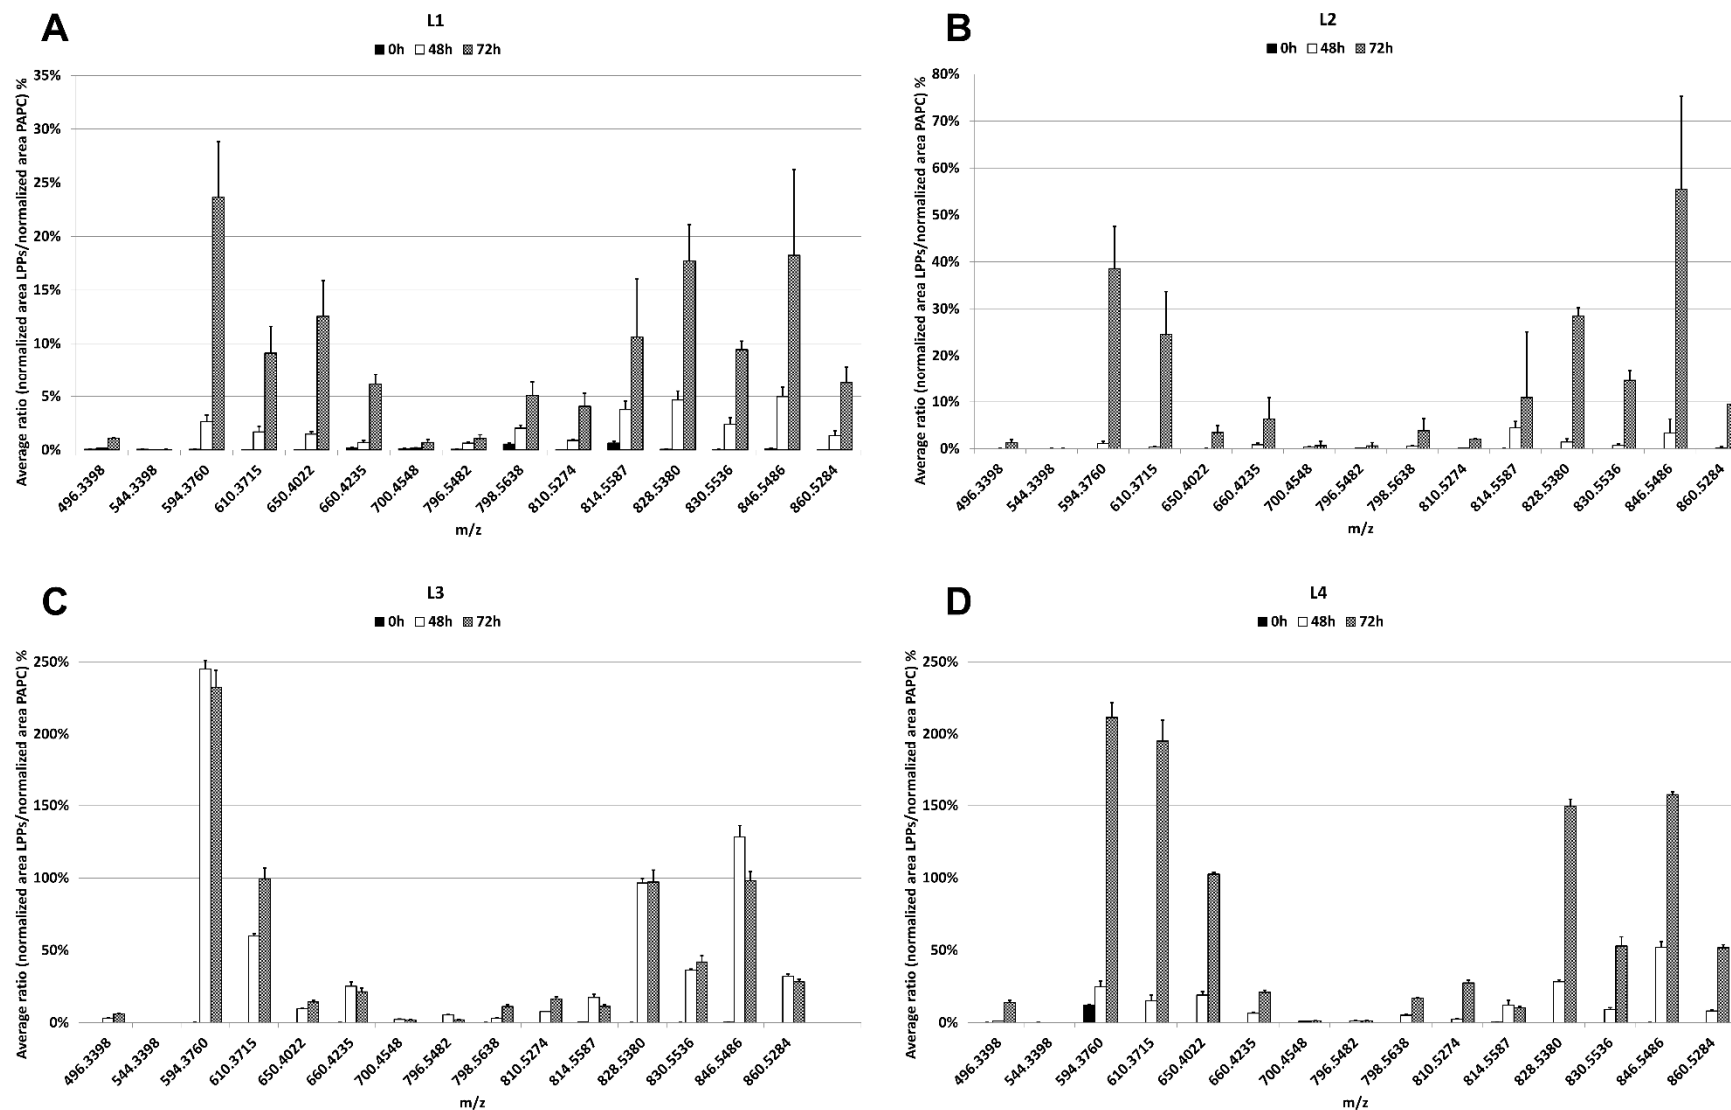 A
L1
0h 48h 72h
Average ratio (normalized area LPPs/normalized area PAPC) %
35%
30%
25%
20%
15%
10%
5%
0%
496.3398 544.3398 594.3760 610.3715 650.4022 660.4235 700.4548 796.5482 798.5638 810.5274 814.5587 828.5380 830.5536 846.5486 860.5284
m/z
B
L2
0h 48h 72h
Average ratio (normalized area LPPs/normalized area PAPC) %
80%
70%
60%
50%
40%
30%
20%
10%
0%
496.3398 544.3398 594.3760 610.3715 650.4022 660.4235 700.4548 796.5482 798.5638 810.5274 814.5587 828.5380 830.5536 846.5486 860.5284
m/z
C
L3
0h 48h 72h
Average ratio (normalized area LPPs/normalized area PAPC) %
250%
200%
150%
100%
50%
0%
496.3398 544.3398 594.3760 610.3715 650.4022 660.4235 700.4548 796.5482 798.5638 810.5274 814.5587 828.5380 830.5536 846.5486 860.5284
m/z
D
L4
0h 48h 72h
Average ratio (normalized area LPPs/normalized area PAPC) %
250%
200%
150%
100%
50%
0%
496.3398 544.3398 594.3760 610.3715 650.4022 660.4235 700.4548 796.5482 798.5638 810.5274 814.5587 828.5380 830.5536 846.5486 860.5284
m/z